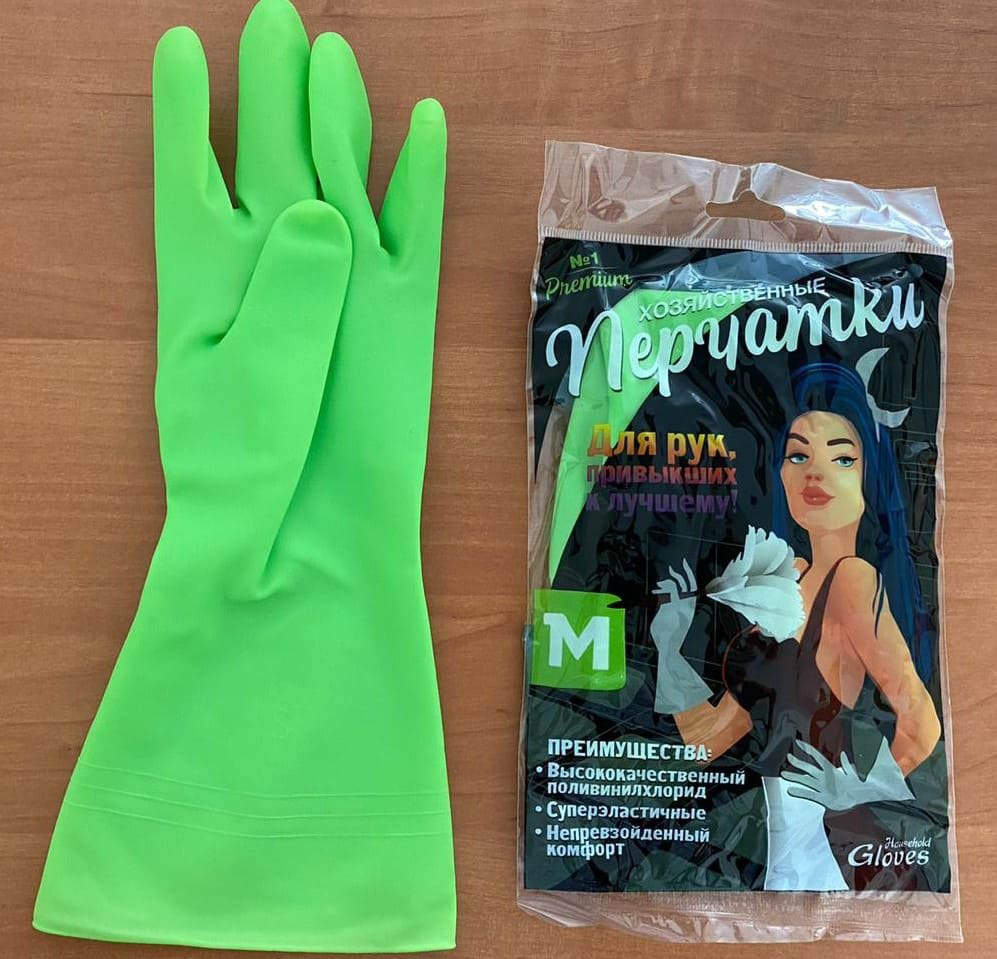 №1
Premium
ХОЗЯЙСТВЕННЫЕ
Перчатки
Для рук,
привыкших
к лучшему!
M
ПРЕИМУЩЕСТВА:
• Высококачественный
поливинилхлорид
• Суперэластичные
• Непревзойденный
комфорт
Household
Gloves